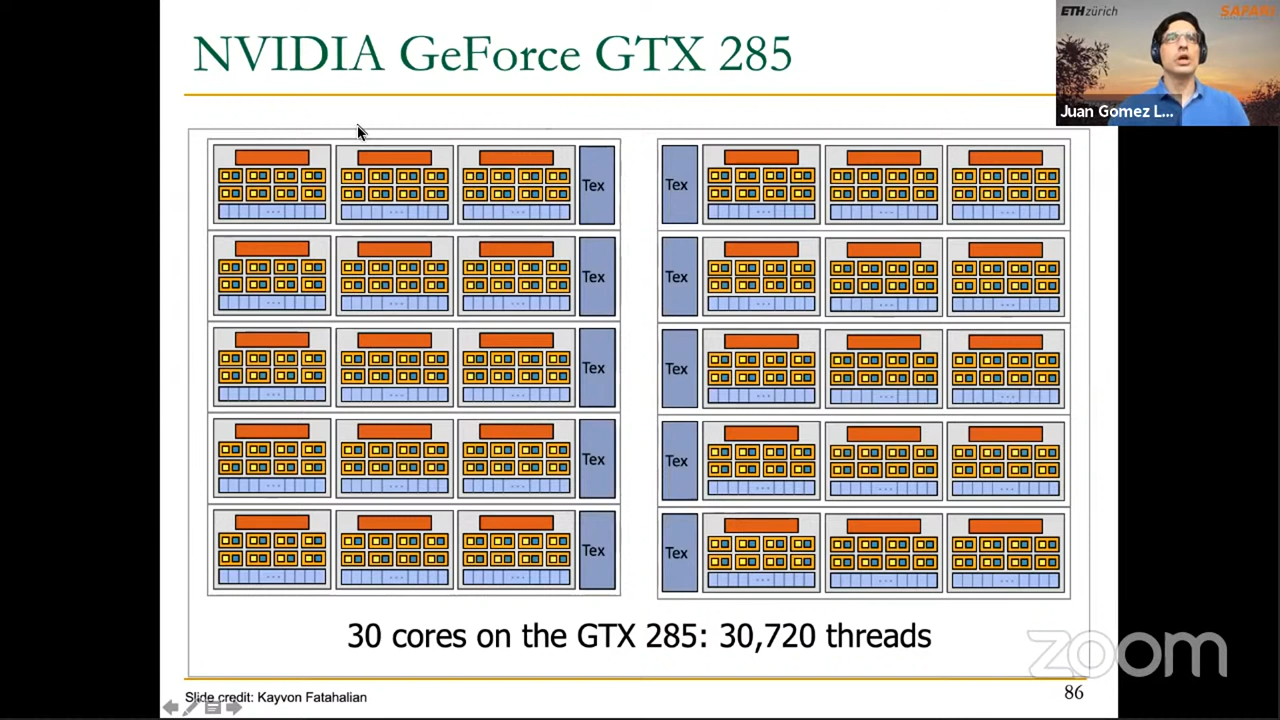 NVIDIA GeForce GTX 285
ETH zürich
SAFARI
Juan Gomez L...
Tex
Tex
Tex
Tex
Tex
Tex
Tex
Tex
Tex
Tex
30 cores on the GTX 285: 30,720 threads
zoom
Slide credit: Kayvon Fatahalian
86